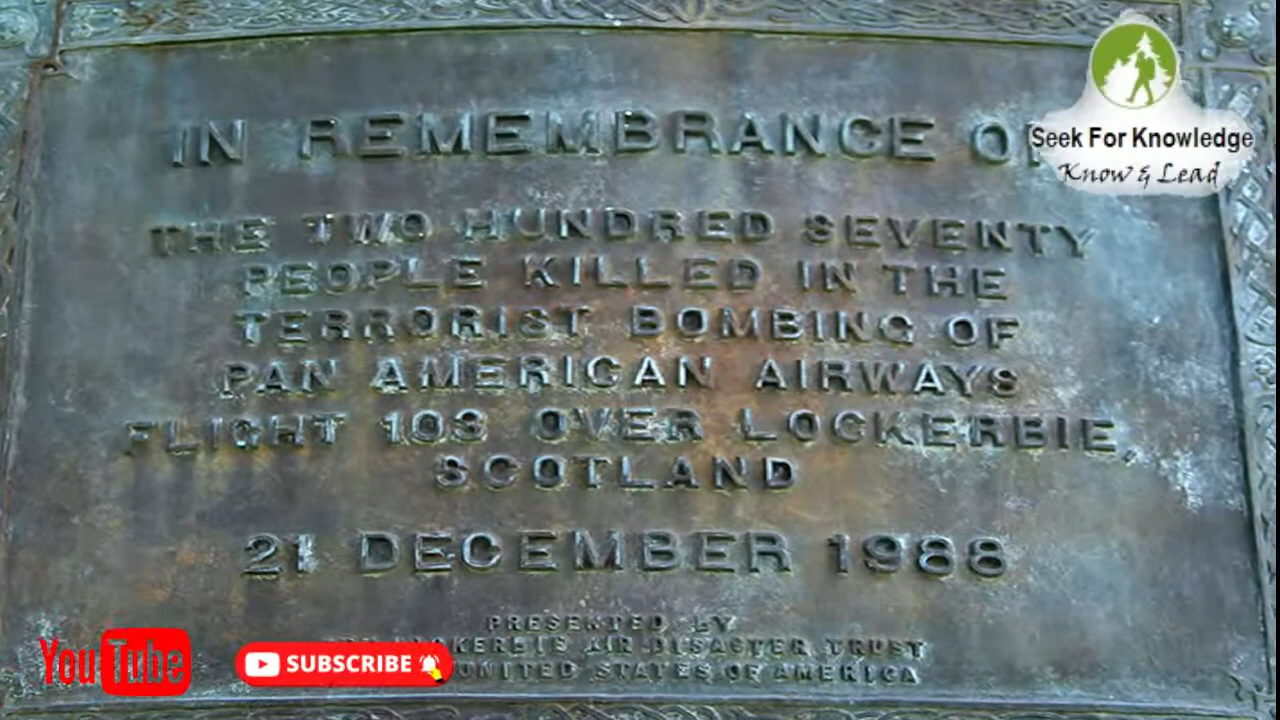 IN REMEMBRANCE OF
THE TWO HUNDRED SEVENTY
PEOPLE KILLED IN THE
TERRORIST BOMBING OF
PAN AMERICAN AIRWAYS
FLIGHT 103 OVER LOCKERBIE,
SCOTLAND
21 DECEMBER 1988
PRESENTED BY
LOCKERBIE AIR DISASTER TRUST
UNITED STATES OF AMERICA
Seek For Knowledge
Know & Lead
YouTube
SUBSCRIBE